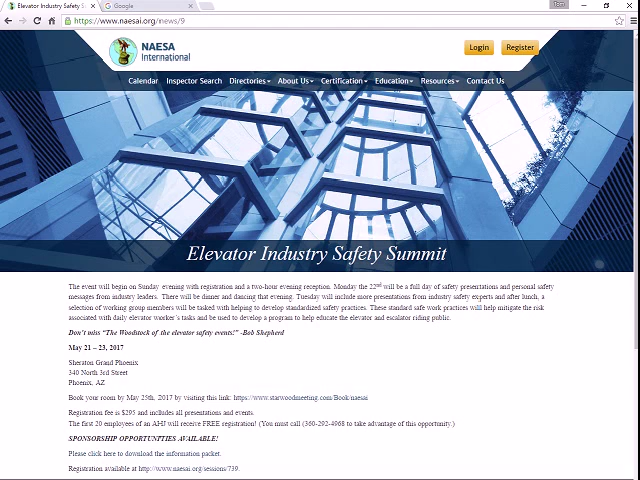 Elevator Industry Safety S
Google
Tom
https://www.naesai.org/news/9
NAESA
International
Login
Register
Calendar Inspector Search Directories About Us Certification Education Resources Contact Us
Elevator Industry Safety Summit
The event will begin on Sunday evening with registration and a two-hour evening reception. Monday the 22nd will be a full day of safety presentations and personal safety
messages from industry leaders. There will be dinner and dancing that evening. Tuesday will include more presentations from industry safety experts and after lunch, a
selection of working group members will be tasked with helping to develop standardized safety practices. These standard safe work practices will help mitigate the risk
associated with daily elevator worker's tasks and be used to develop a program to help educate the elevator and escalator riding public.
Don't miss "The Woodstock of the elevator safety events!" -Bob Shepherd
May 21 – 23, 2017
Sheraton Grand Phoenix
340 North 3rd Street
Phoenix, AZ
Book your room by May 25th, 2017 by visiting this link: https://www.starwoodmeeting.com/Book/naesai
Registration fee is $295 and includes all presentations and events.
The first 20 employees of an AHJ will receive FREE registration! (You must call (360-292-4968 to take advantage of this opportunity.)
SPONSORSHIP OPPORTUNITIES AVAILABLE!
Please click here to download the information packet.
Registration available at http://www.naesai.org/sessions/739.